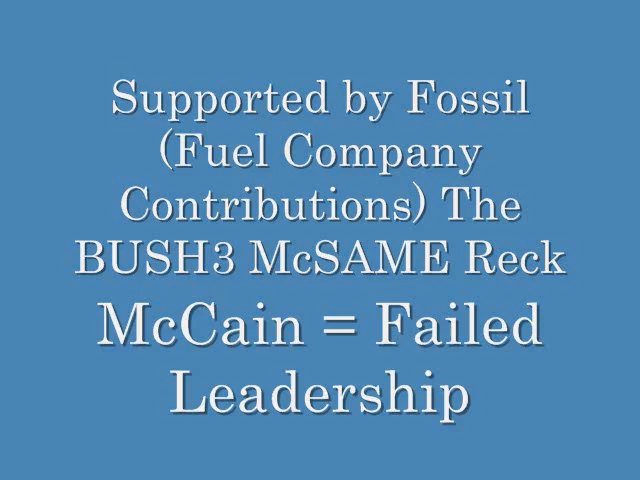 Supported by Fossil
(Fuel Company
Contributions) The
BUSH3 McSAME Reck
McCain = Failed
Leadership